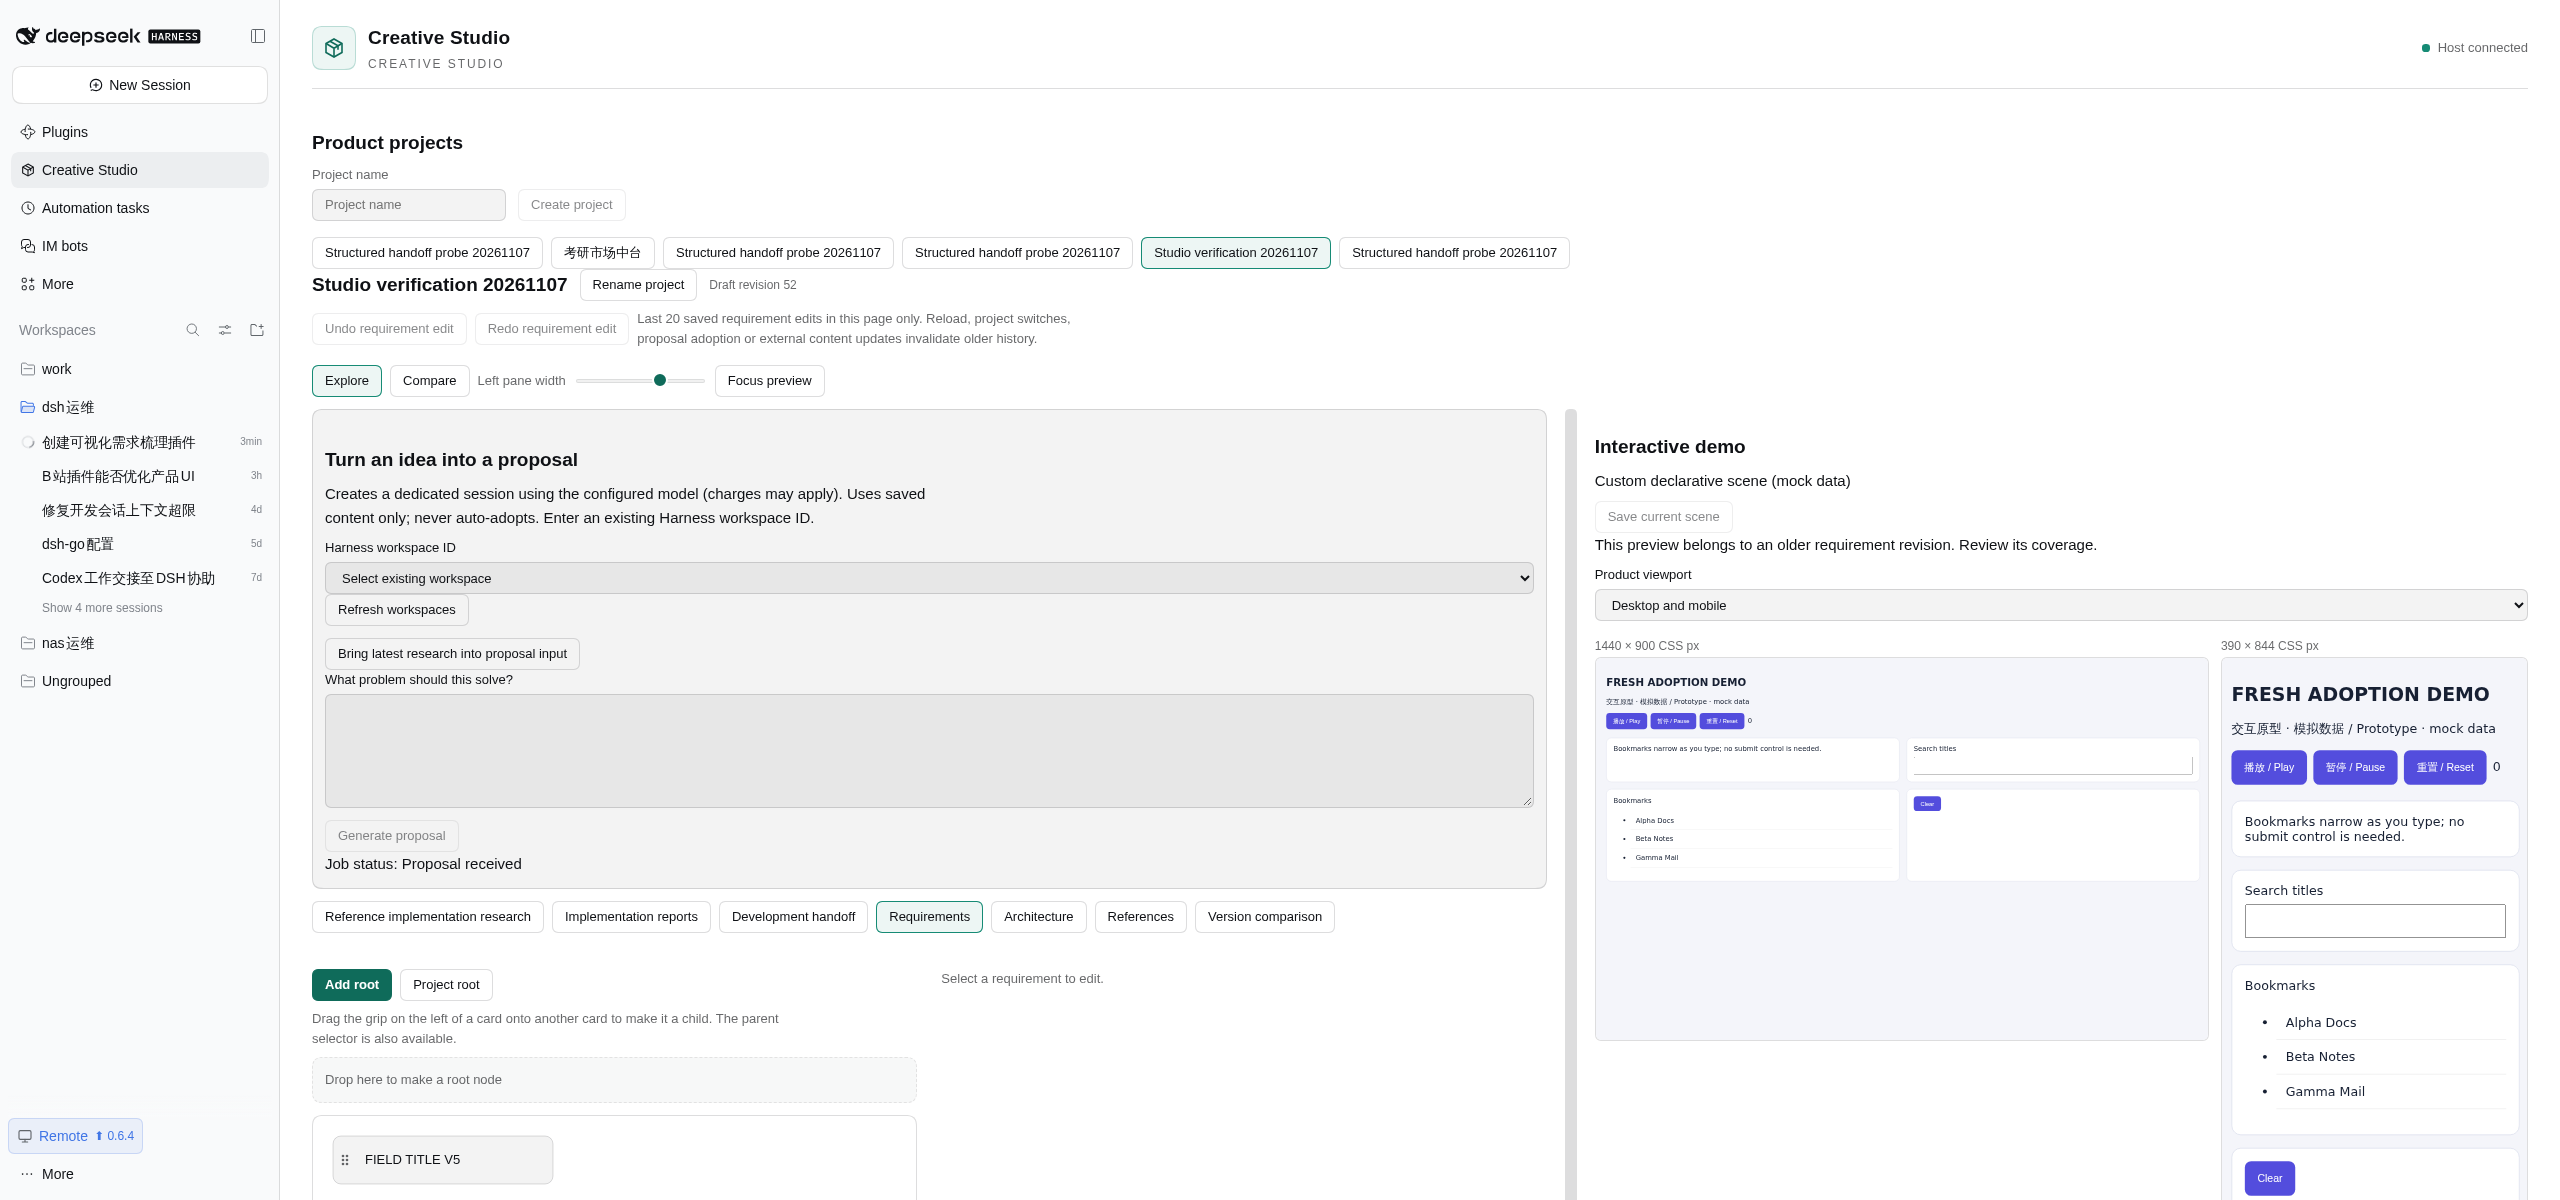 deepseek HARNESS
New Session
Plugins
Creative Studio
Automation tasks
IM bots
More
Workspaces
work
dsh运维
创建可视化需求梳理插件 3min
B站插件能否优化产品UI 3h
修复开发会话上下文超限 4d
dsh-go配置 5d
Codex工作交接至DSH协助 7d
Show 4 more sessions
nas运维
Ungrouped
Remote ⬆ 0.6.4
··· More
Creative Studio
CREATIVE STUDIO
Host connected
Product projects
Project name
Project name Create project
Structured handoff probe 20261107 考研市场中台 Structured handoff probe 20261107 Structured handoff probe 20261107 Studio verification 20261107 Structured handoff probe 20261107
Studio verification 20261107 Rename project Draft revision 52
Undo requirement edit Redo requirement edit
Last 20 saved requirement edits in this page only. Reload, project switches,
proposal adoption or external content updates invalidate older history.
Explore Compare Left pane width Focus preview
Turn an idea into a proposal
Creates a dedicated session using the configured model (charges may apply). Uses saved
content only; never auto-adopts. Enter an existing Harness workspace ID.
Harness workspace ID
Select existing workspace
Refresh workspaces
Bring latest research into proposal input
What problem should this solve?
Generate proposal
Job status: Proposal received
Reference implementation research Implementation reports Development handoff Requirements Architecture References Version comparison
Add root Project root
Drag the grip on the left of a card onto another card to make it a child. The parent
selector is also available.
Drop here to make a root node
FIELD TITLE V5
Select a requirement to edit.
Interactive demo
Custom declarative scene (mock data)
Save current scene
This preview belongs to an older requirement revision. Review its coverage.
Product viewport
Desktop and mobile
1440 × 900 CSS px
FRESH ADOPTION DEMO
交互原型 · 模拟数据 / Prototype · mock data
播放 / Play 暂停 / Pause 重置 / Reset 0
Bookmarks narrow as you type; no submit control is needed.
Search titles
Bookmarks
• Alpha Docs
• Beta Notes
• Gamma Mail
Clear
390 × 844 CSS px
FRESH ADOPTION DEMO
交互原型 · 模拟数据 / Prototype · mock data
播放 / Play 暂停 / Pause 重置 / Reset 0
Bookmarks narrow as you type; no
submit control is needed.
Search titles
Bookmarks
• Alpha Docs
• Beta Notes
• Gamma Mail
Clear